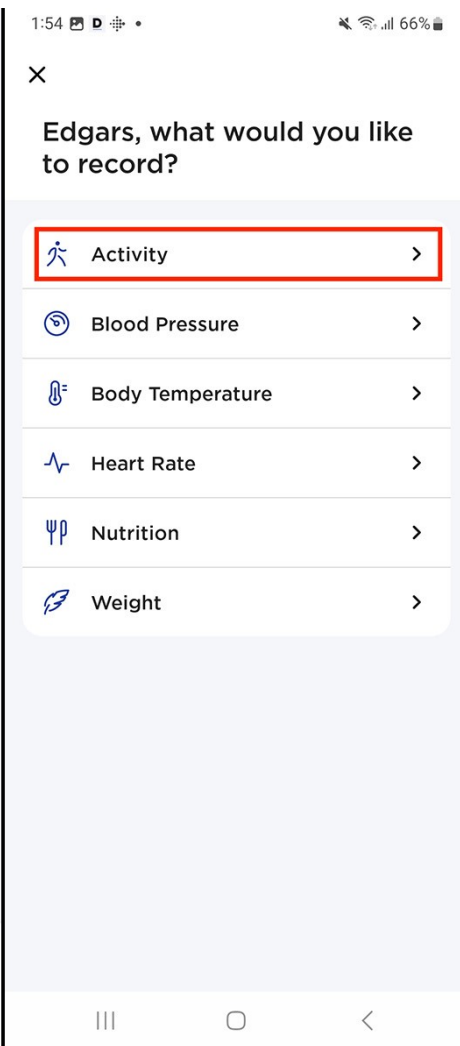 1:54 D 66%
Edgars, what would you like
to record?
Activity
Blood Pressure
Body Temperature
Heart Rate
Nutrition
Weight